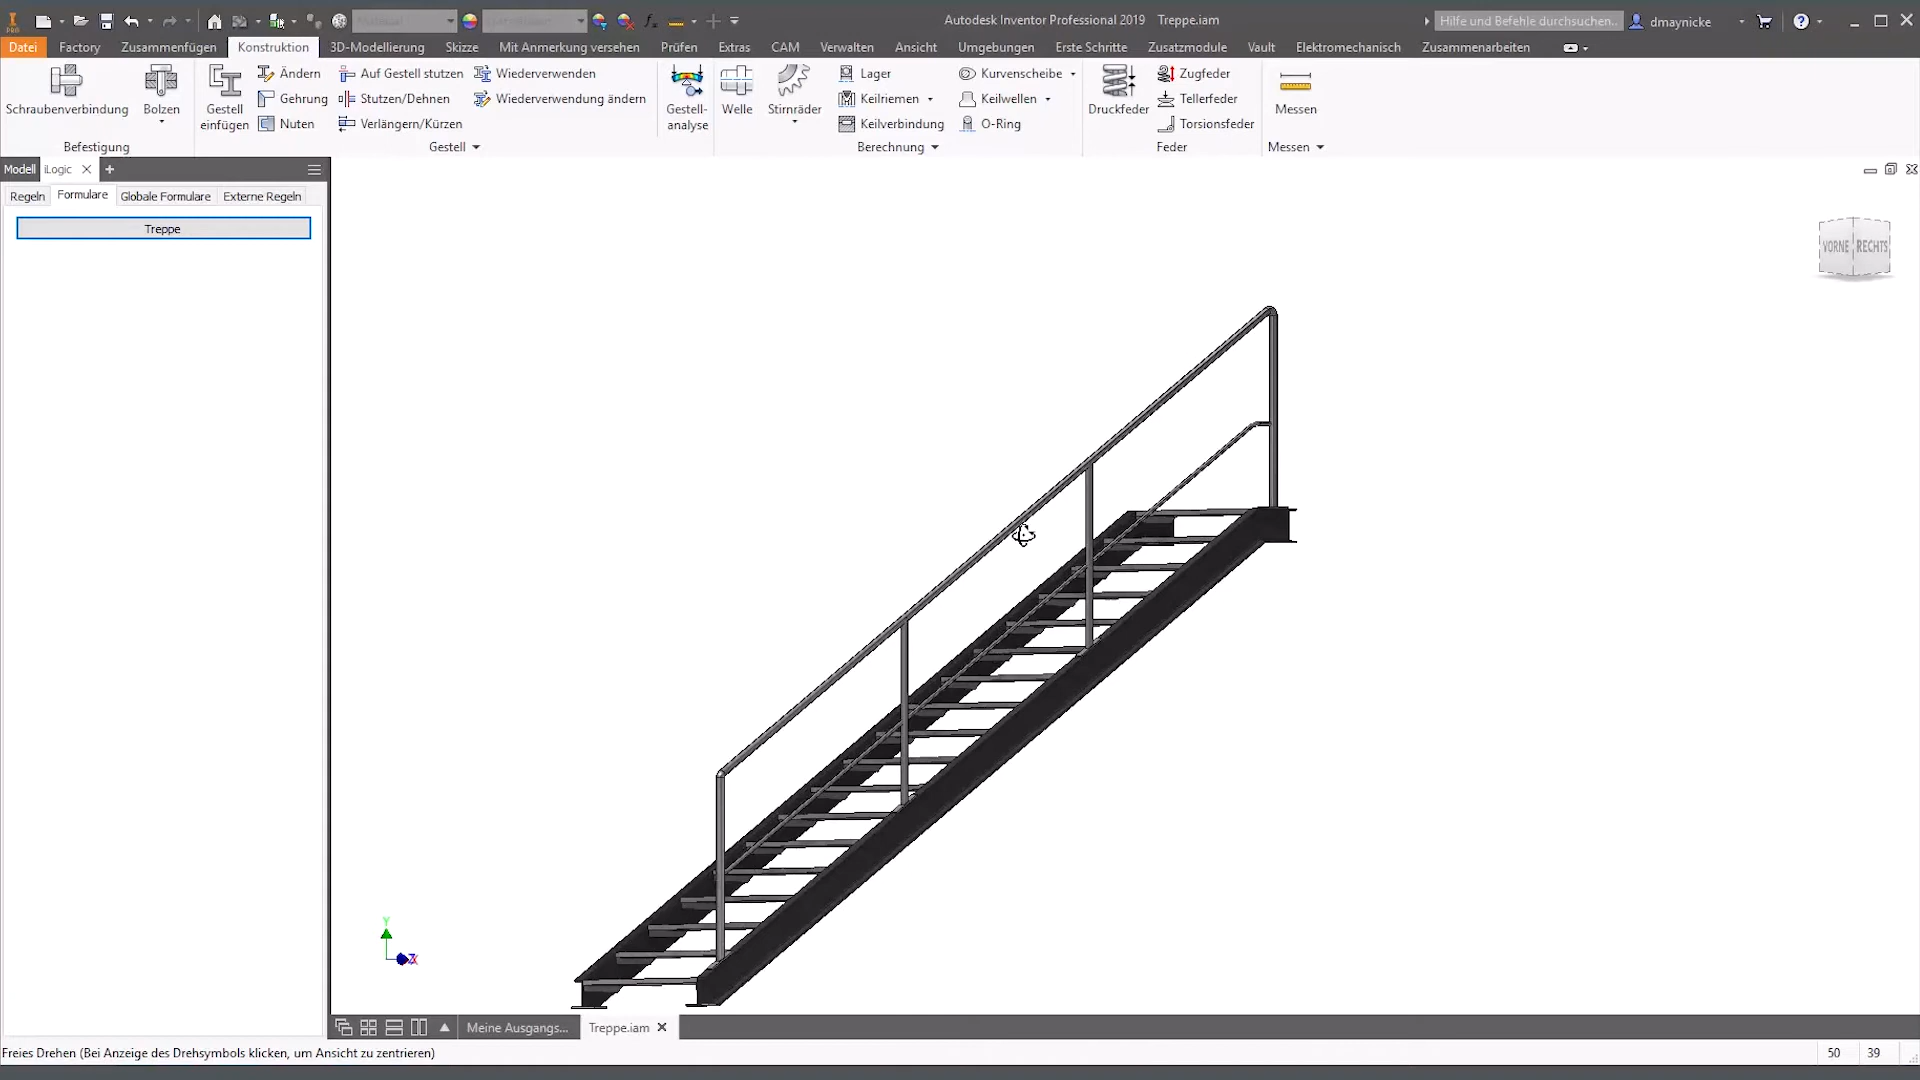 Autodesk Inventor Professional 2019 Treppe.iam
Hilfe und Befehle durchsuchen...
dmaynicke
PRO
Datei Factory Zusammenfügen Konstruktion 3D-Modellierung Skizze Mit Anmerkung versehen Prüfen Extras CAM Verwalten Ansicht Umgebungen Erste Schritte Zusatzmodule Vault Elektromechanisch Zusammenarbeiten
Schraubenverbindung
Bolzen
Befestigung
Gestell
einfügen
Ändern
Gehrung
Nuten
Auf Gestell stutzen
Stutzen/Dehnen
Verlängern/Kürzen
Wiederverwenden
Wiederverwendung ändern
Gestell
Gestell-
analyse
Welle
Stirnräder
Lager
Keilriemen
Keilverbindung
Kurvenscheibe
Keilwellen
O-Ring
Berechnung
Druckfeder
Zugfeder
Tellerfeder
Torsionsfeder
Feder
Messen
Messen
Modell iLogic
Regeln Formulare Globale Formulare Externe Regeln
Treppe
VORNE RECHTS
Y
Z X
Meine Ausgangs... Treppe.iam
Freies Drehen (Bei Anzeige des Drehsymbols klicken, um Ansicht zu zentrieren)
50 39